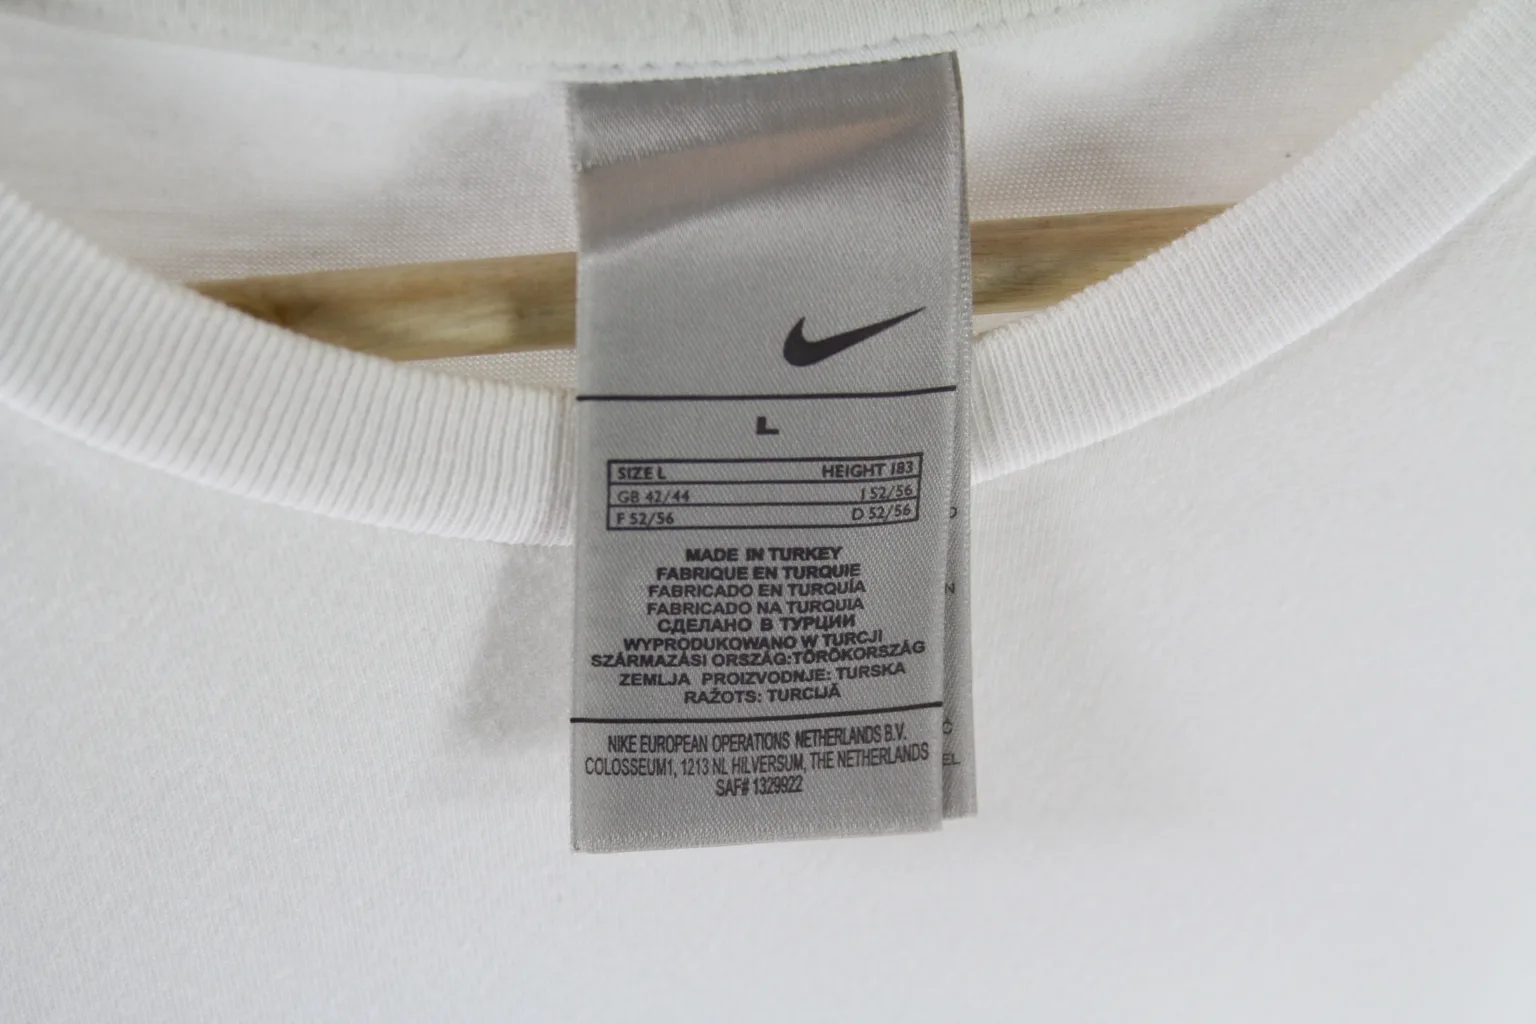 L
SIZE L HEIGHT 183
GB 42/44 I 52/56
F 52/56 D 52/56
MADE IN TURKEY
FABRIQUE EN TURQUIE
FABRICADO EN TURQUÍA
FABRICADO NA TURQUIA
СДЕЛАНО В ТУРЦИИ
WYPRODUKOWANO W TURCJI
SZÁRMAZÁSI ORSZÁG:TÖRÖKORSZÁG
ZEMLJA PROIZVODNJE: TURSKA
RAŽOTS: TURCIJĀ
NIKE EUROPEAN OPERATIONS NETHERLANDS B.V.
COLOSSEUM1, 1213 NL HILVERSUM, THE NETHERLANDS
SAF# 1329922